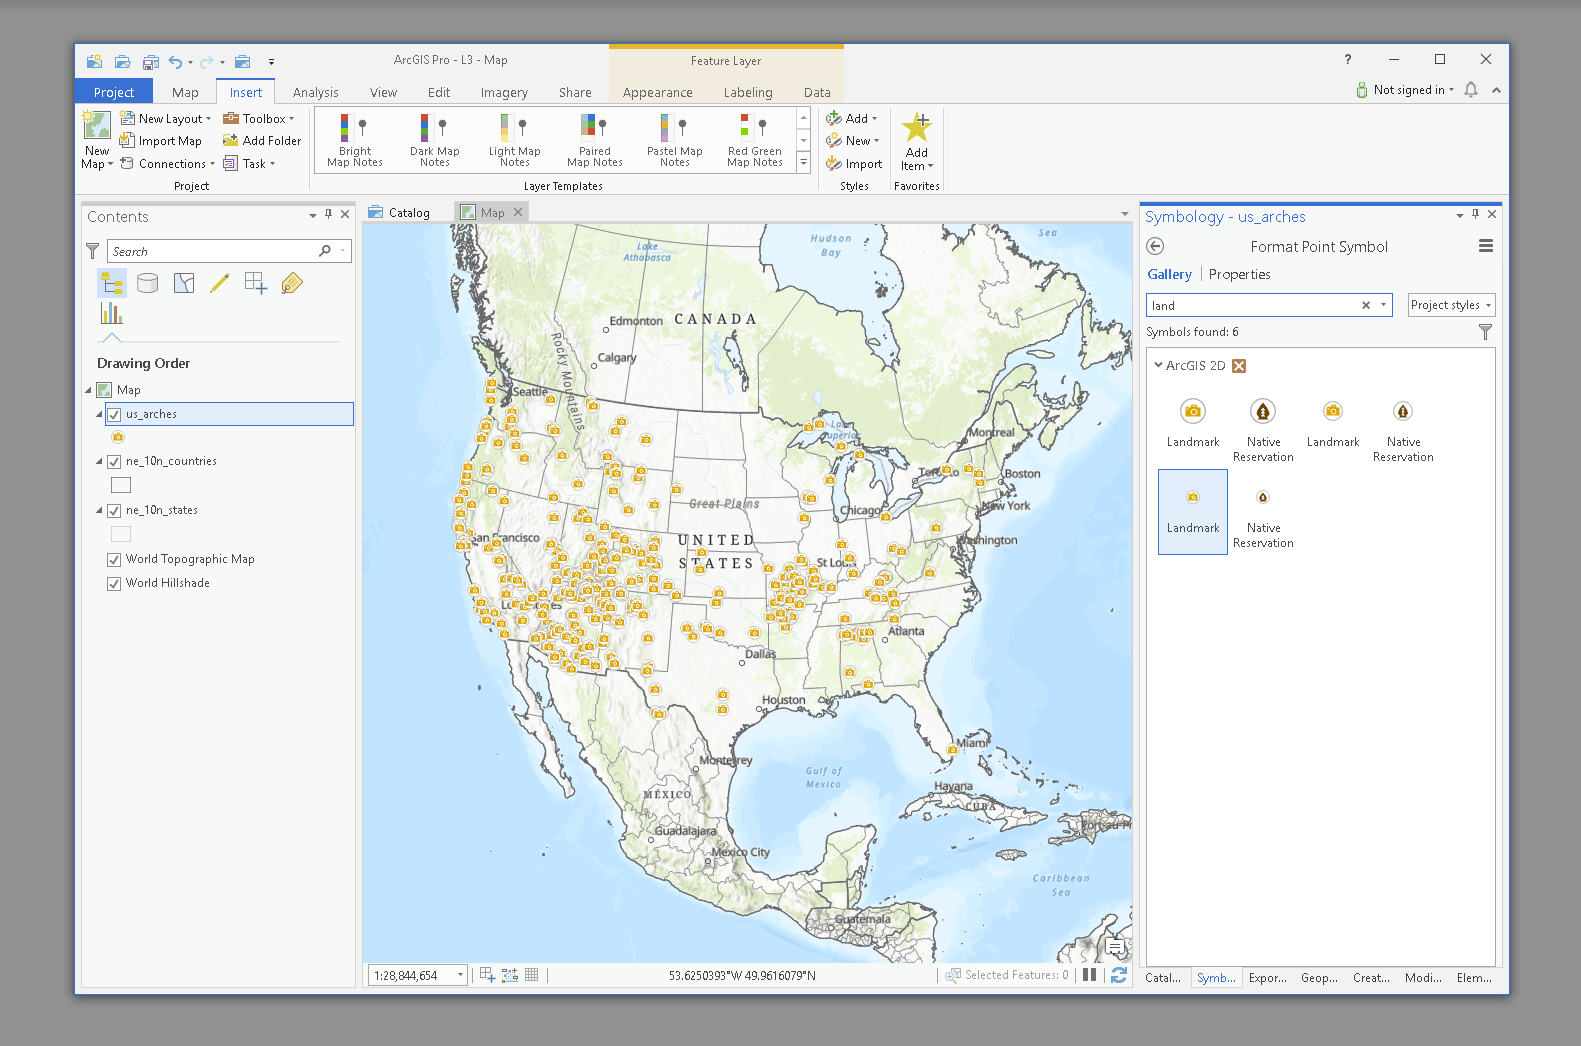 ArcGIS Pro - L3 - Map
Feature Layer
?
Project
Map
Insert
Analysis
View
Edit
Imagery
Share
Appearance
Labeling
Data
Not signed in
New Map
New Layout
Import Map
Connections
Toolbox
Add Folder
Task
Project
Bright Map Notes
Dark Map Notes
Light Map Notes
Paired Map Notes
Pastel Map Notes
Red Green Map Notes
Layer Templates
Add
New
Import
Styles
Add Item
Favorites
Contents
Search
Drawing Order
Map
us_arches
ne_10n_countries
ne_10n_states
World Topographic Map
World Hillshade
Catalog
Map
Hudson Bay
Sea
Lake Athabasca
Edmonton
CANADA
Calgary
Rocky Mountains
Seattle
Lake Superior
Montreal
Boston
Great Plains
Chicago
New York
San Francisco
UNITED STATES
Washington
St Louis
Atlanta
Dallas
Houston
Miami
Monterrey
Gulf of Mexico
MÉXICO
Havana
CUBA
Guadalajara
Mexico City
Port-au-Pr
Caribbean Sea
Guatemala
1:28,844,654
53.6250393°W 49.9616079°N
Selected Features: 0
Symbology - us_arches
Format Point Symbol
Gallery
Properties
land
Project styles
Symbols found: 6
ArcGIS 2D
Landmark
Native Reservation
Landmark
Native Reservation
Landmark
Native Reservation
Catal...
Symb...
Expor...
Geop...
Creat...
Modi...
Elem...